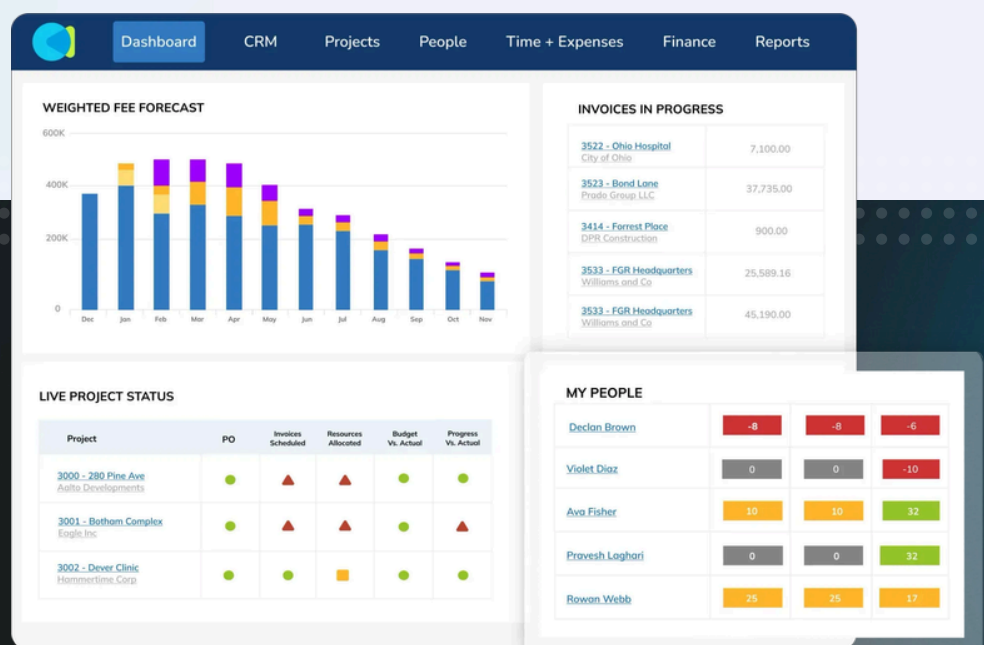 Dashboard
CRM
Projects
People
Time + Expenses
Finance
Reports
WEIGHTED FEE FORECAST
600K
400K
200K
0
Dec
Jan
Feb
Mar
Apr
May
Jun
Jul
Aug
Sep
Oct
Nov
INVOICES IN PROGRESS
3522 - Ohio Hospital
City of Ohio
7,100.00
3523 - Bond Lane
Prado Group LLC
37,735.00
3414 - Forrest Place
DPR Construction
900.00
3533 - FGR Headquarters
Williams and Co
25,589.16
3533 - FGR Headquarters
Williams and Co
45,190.00
LIVE PROJECT STATUS
Project
PO
Invoices
Scheduled
Resources
Allocated
Budget
Vs. Actual
Progress
Vs. Actual
3000 - 280 Pine Ave
Aalto Developments
3001 - Botham Complex
Eagle Inc
3002 - Dever Clinic
Hammertime Corp
MY PEOPLE
Declan Brown
-8
-8
-6
Violet Diaz
0
0
-10
Ava Fisher
10
10
32
Pravesh Laghari
0
0
32
Rowan Webb
25
25
17